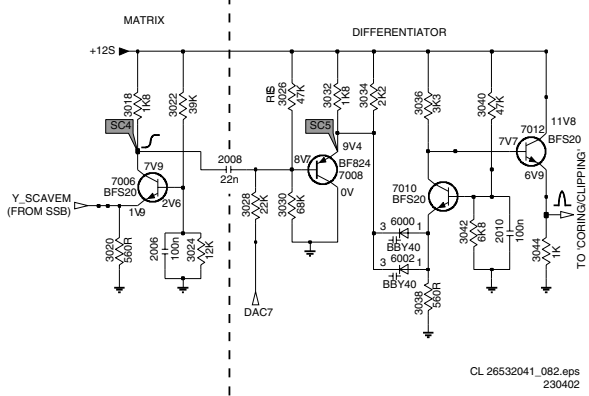 MATRIX
DIFFERENTIATOR
+12S
3018
1K8
3022
39K
RES
3026
47K
3032
1K8
3034
2K2
3036
3K3
3040
47K
SC4
SC5
11V8
7012
BFS20
7V7
6V9
9V4
8V7
BF824
7008
0V
2008
22n
7V9
7006
BFS20
1V9
2V6
Y_SCAVEM
(FROM SSB)
3028
22K
3030
68K
7010
BFS20
3 6000 1
BBY40
3 6002 1
BBY40
3020
560R
2006
100n
3024
12K
3042
6K8
2010
100n
3044
1K
3038
560R
DAC7
TO 'CORING/CLIPPING'
CL 26532041_082.eps
230402